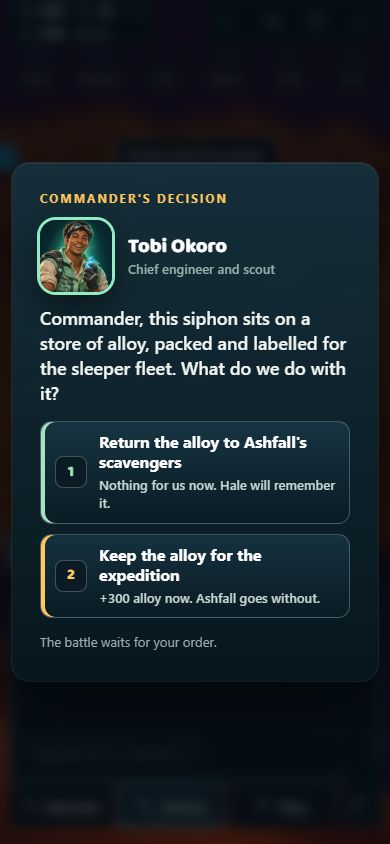 COMMANDER'S DECISION
Tobi Okoro
Chief engineer and scout
Commander, this siphon sits on a
store of alloy, packed and labelled for
the sleeper fleet. What do we do with
it?
1
Return the alloy to Ashfall's
scavengers
Nothing for us now. Hale will remember
it.
2
Keep the alloy for the
expedition
+300 alloy now. Ashfall goes without.
The battle waits for your order.